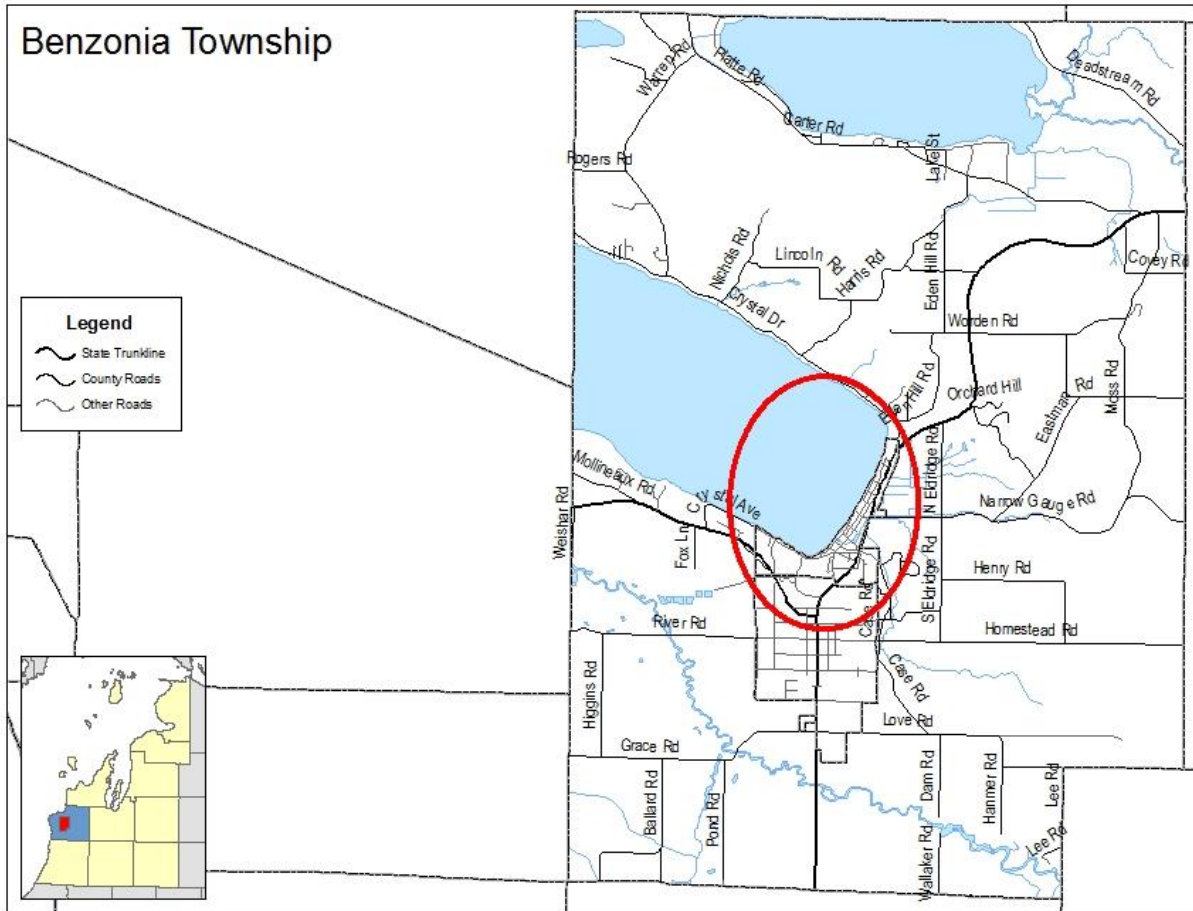 Benzonia Township
Deadstream Rd
Platte Rd
Warren Rd
Carter Rd
Lake St
Rogers Rd
Nichols Rd
Lincoln Rd
Harris Rd
Eden Hill Rd
Covey Rd
Crystal Dr
Worden Rd
Legend
State Trunkline
County Roads
Other Roads
Hill Rd
Orchard Hill
Eastman Rd
Moss Rd
N Eldridge Rd
Mollineaux Rd
Crystal Ave
Narrow Gauge Rd
Weishar Rd
Fox Ln
Henry Rd
S Eldridge Rd
Case Rd
River Rd
Homestead Rd
Case Rd
Higgins Rd
Love Rd
Grace Rd
Ballard Rd
Pond Rd
Dam Rd
Hanmer Rd
Lee Rd
Wallaker Rd
Lee Rd